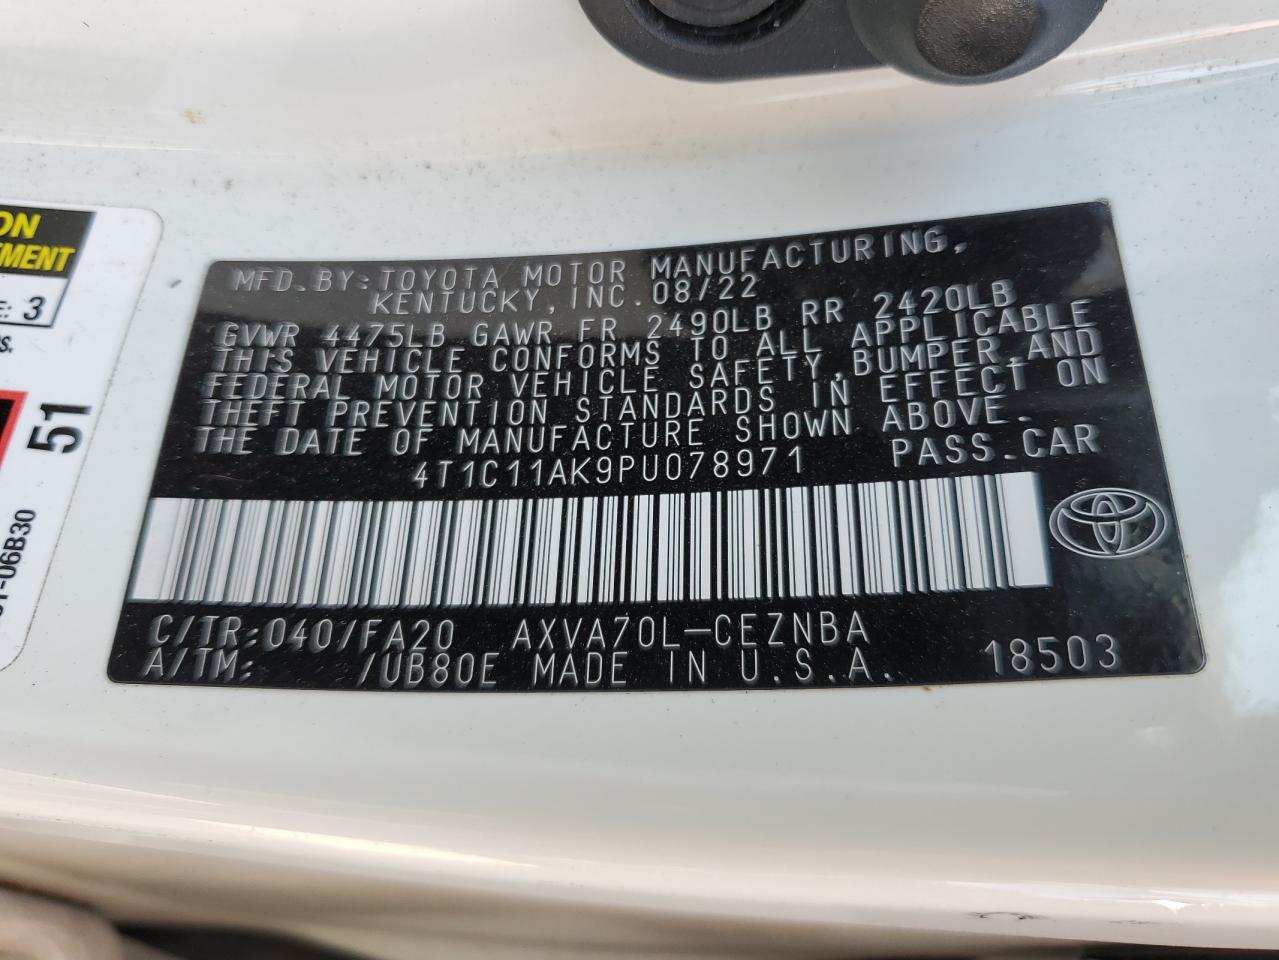 MFD. BY: TOYOTA MOTOR MANUFACTURING,
KENTUCKY, INC. 08/22
GVWR 4475LB GAWR FR 2490LB RR 2420LB
THIS VEHICLE CONFORMS TO ALL APPLICABLE
FEDERAL MOTOR VEHICLE SAFETY, BUMPER, AND
THEFT PREVENTION STANDARDS IN EFFECT ON
THE DATE OF MANUFACTURE SHOWN ABOVE.
4T1C11AK9PU078971 PASS. CAR
C/TR: 040/FA20 AXVA70L-CEZNBA
A/TM: /UB80E MADE IN U.S.A. 18503
3
51
06B30